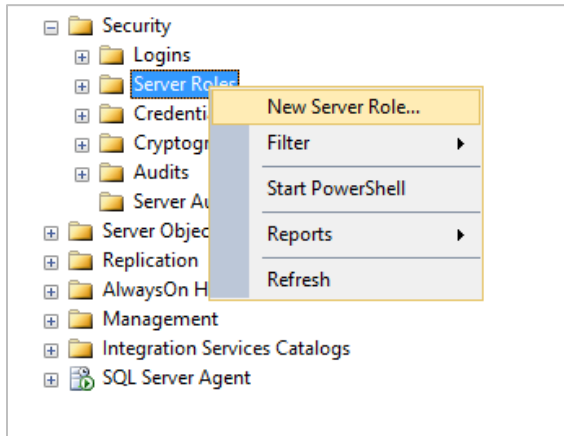 Security
Logins
Server Roles
New Server Role...
Credenti
Filter
Cryptogr
Audits
Start PowerShell
Server Au
Server Objec
Reports
Replication
AlwaysOn H
Refresh
Management
Integration Services Catalogs
SQL Server Agent